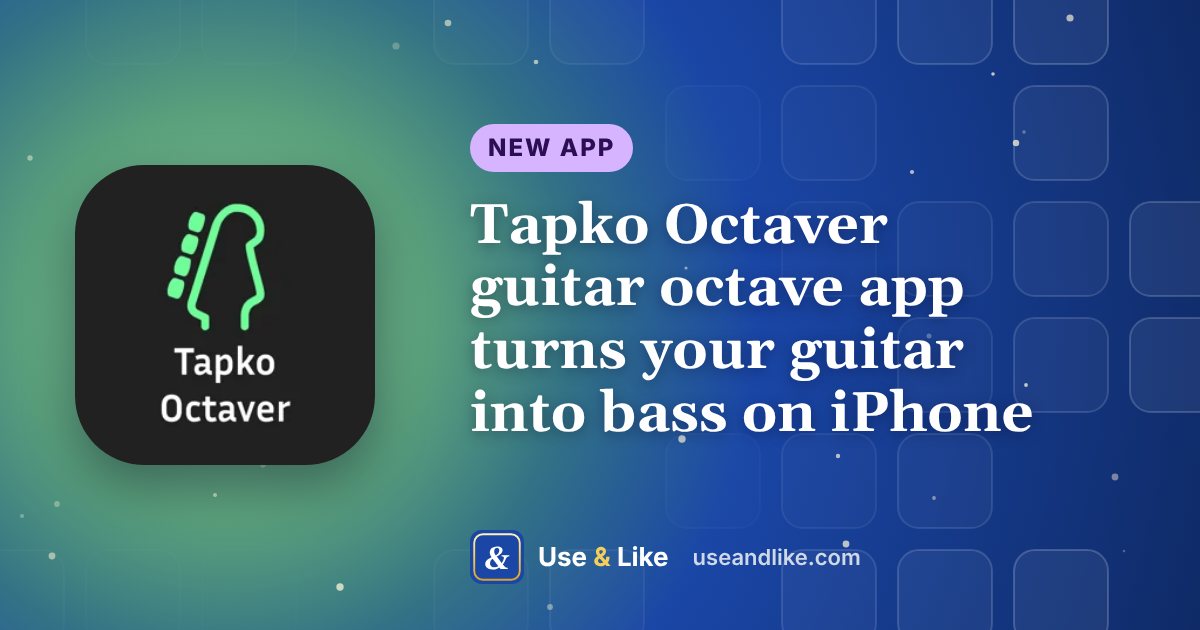 NEW APP
Tapko Octaver
guitar octave app
turns your guitar
into bass on iPhone
Tapko
Octaver
& Use & Like useandlike.com